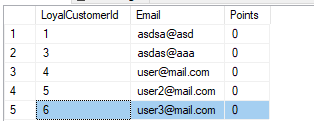 LoyalCustomerId Email Points
1 1 asdsa@asd 0
2 3 asdas@aaa 0
3 4 user@mail.com 0
4 5 user2@mail.com 0
5 6 user3@mail.com 0